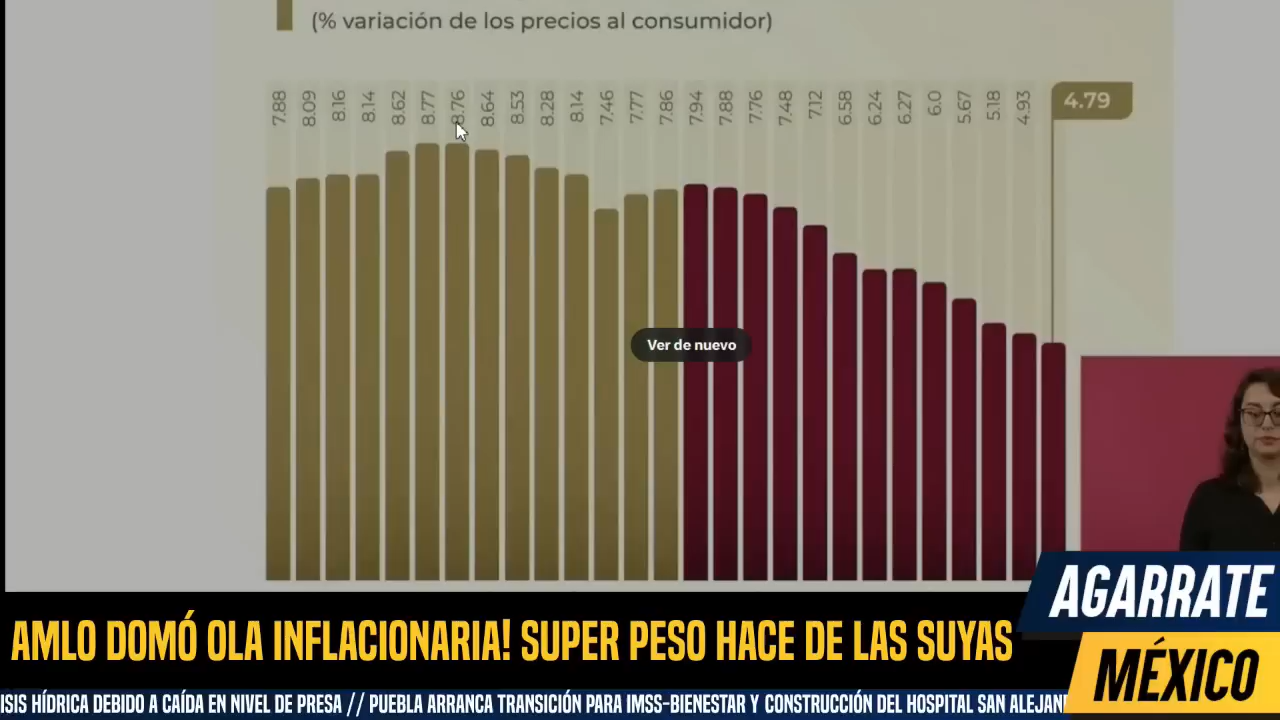 (% variación de los precios al consumidor)
7.88 8.09 8.16 8.14 8.62 8.77 8.76 8.64 8.53 8.28 8.14 7.46 7.77 7.86 7.94 7.88 7.76 7.48 7.12 6.58 6.24 6.27 6.0 5.67 5.18 4.93 4.79
Ver de nuevo
AGARRATE
MÉXICO
AMLO DOMÓ OLA INFLACIONARIA! SUPER PESO HACE DE LAS SUYAS
ISIS HÍDRICA DEBIDO A CAÍDA EN NIVEL DE PRESA // PUEBLA ARRANCA TRANSICIÓN PARA IMSS-BIENESTAR Y CONSTRUCCIÓN DEL HOSPITAL SAN ALEJAN